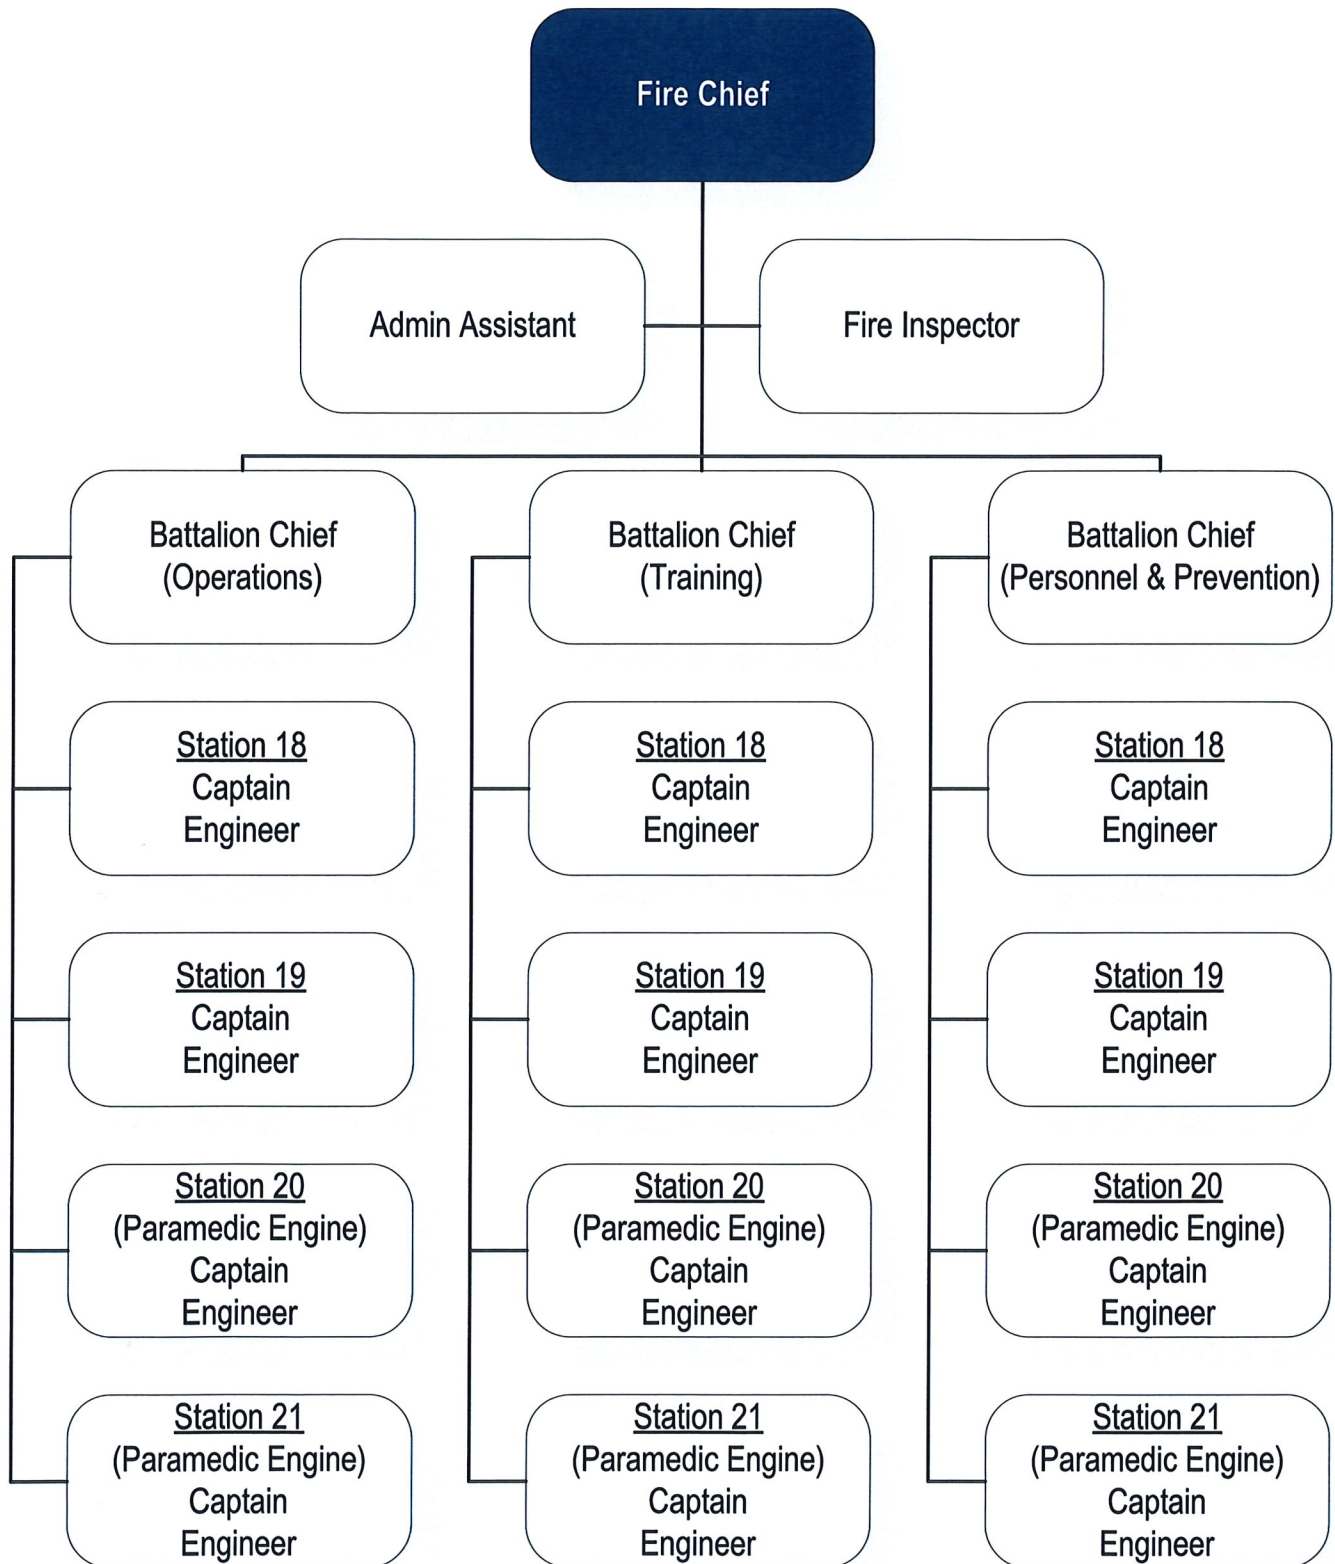 Fire Chief
Admin Assistant
Fire Inspector
Battalion Chief
(Operations)
Battalion Chief
(Training)
Battalion Chief
(Personnel & Prevention)
Station 18
Captain
Engineer
Station 18
Captain
Engineer
Station 18
Captain
Engineer
Station 19
Captain
Engineer
Station 19
Captain
Engineer
Station 19
Captain
Engineer
Station 20
(Paramedic Engine)
Captain
Engineer
Station 20
(Paramedic Engine)
Captain
Engineer
Station 20
(Paramedic Engine)
Captain
Engineer
Station 21
(Paramedic Engine)
Captain
Engineer
Station 21
(Paramedic Engine)
Captain
Engineer
Station 21
(Paramedic Engine)
Captain
Engineer